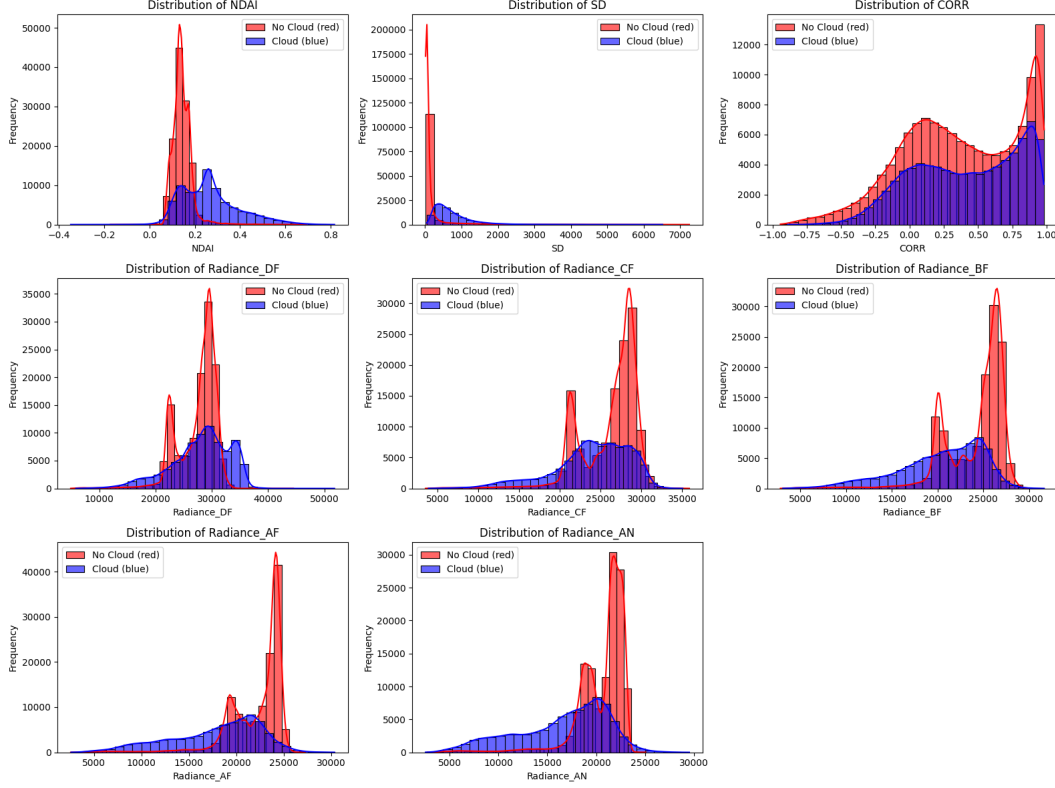 Distribution of NDAI
Frequency
50000
40000
30000
20000
10000
0
No Cloud (red)
Cloud (blue)
−0.4 −0.2 0.0 0.2 0.4 0.6 0.8
NDAI
Distribution of SD
Frequency
200000
175000
150000
125000
100000
75000
50000
25000
0
No Cloud (red)
Cloud (blue)
0 1000 2000 3000 4000 5000 6000 7000
SD
Distribution of CORR
Frequency
12000
10000
8000
6000
4000
2000
0
No Cloud (red)
Cloud (blue)
−1.00 −0.75 −0.50 −0.25 0.00 0.25 0.50 0.75 1.00
CORR
Distribution of Radiance_DF
Frequency
35000
30000
25000
20000
15000
10000
5000
0
No Cloud (red)
Cloud (blue)
10000 20000 30000 40000 50000
Radiance_DF
Distribution of Radiance_CF
Frequency
30000
25000
20000
15000
10000
5000
0
No Cloud (red)
Cloud (blue)
5000 10000 15000 20000 25000 30000 35000
Radiance_CF
Distribution of Radiance_BF
Frequency
30000
25000
20000
15000
10000
5000
0
No Cloud (red)
Cloud (blue)
5000 10000 15000 20000 25000 30000
Radiance_BF
Distribution of Radiance_AF
Frequency
40000
30000
20000
10000
0
No Cloud (red)
Cloud (blue)
5000 10000 15000 20000 25000 30000
Radiance_AF
Distribution of Radiance_AN
Frequency
30000
25000
20000
15000
10000
5000
0
No Cloud (red)
Cloud (blue)
5000 10000 15000 20000 25000 30000
Radiance_AN